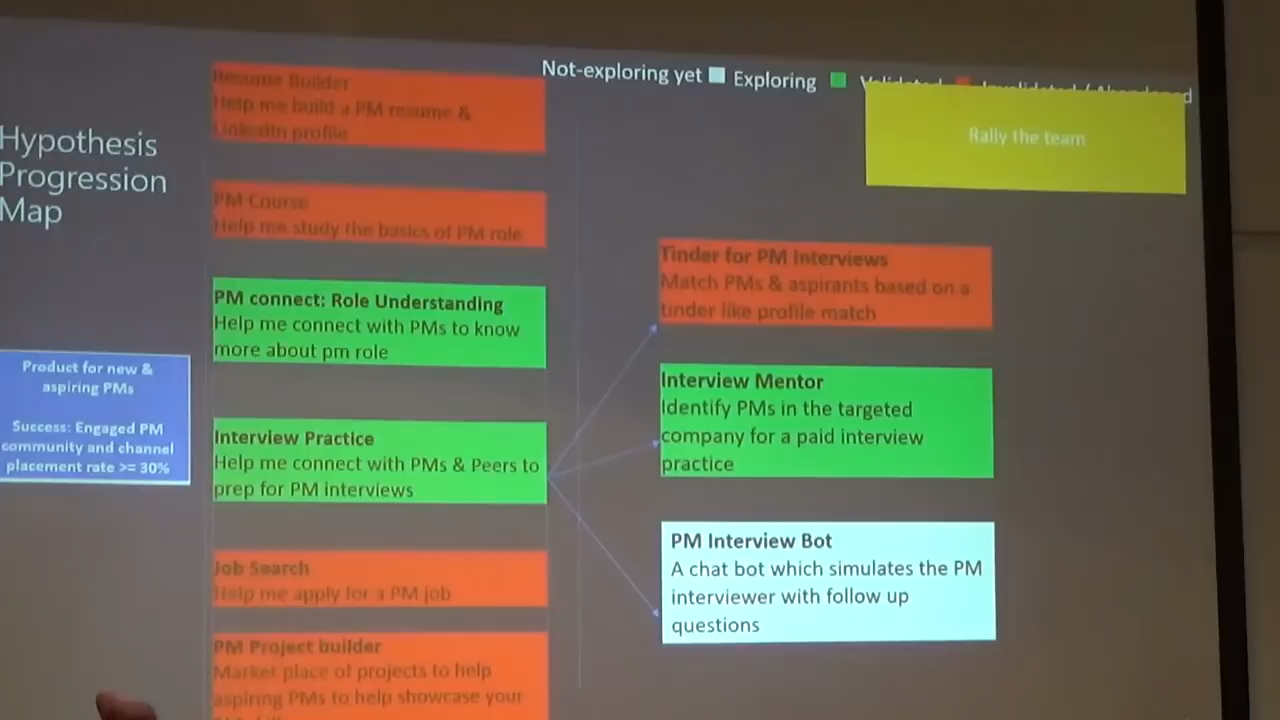 Not-exploring yet Exploring Validated Invalidated / Abandoned
Rally the team
Hypothesis
Progression
Map
Product for new &
aspiring PMs
Success: Engaged PM
community and channel
placement rate >= 30%
Resume Builder
Help me build a PM resume &
LinkedIn profile
PM Course
Help me study the basics of PM role
PM connect: Role Understanding
Help me connect with PMs to know
more about pm role
Interview Practice
Help me connect with PMs & Peers to
prep for PM interviews
Job Search
Help me apply for a PM job
PM Project builder
Market place of projects to help
aspiring PMs to help showcase your
Tinder for PM Interviews
Match PMs & aspirants based on a
tinder like profile match
Interview Mentor
Identify PMs in the targeted
company for a paid interview
practice
PM Interview Bot
A chat bot which simulates the PM
interviewer with follow up
questions